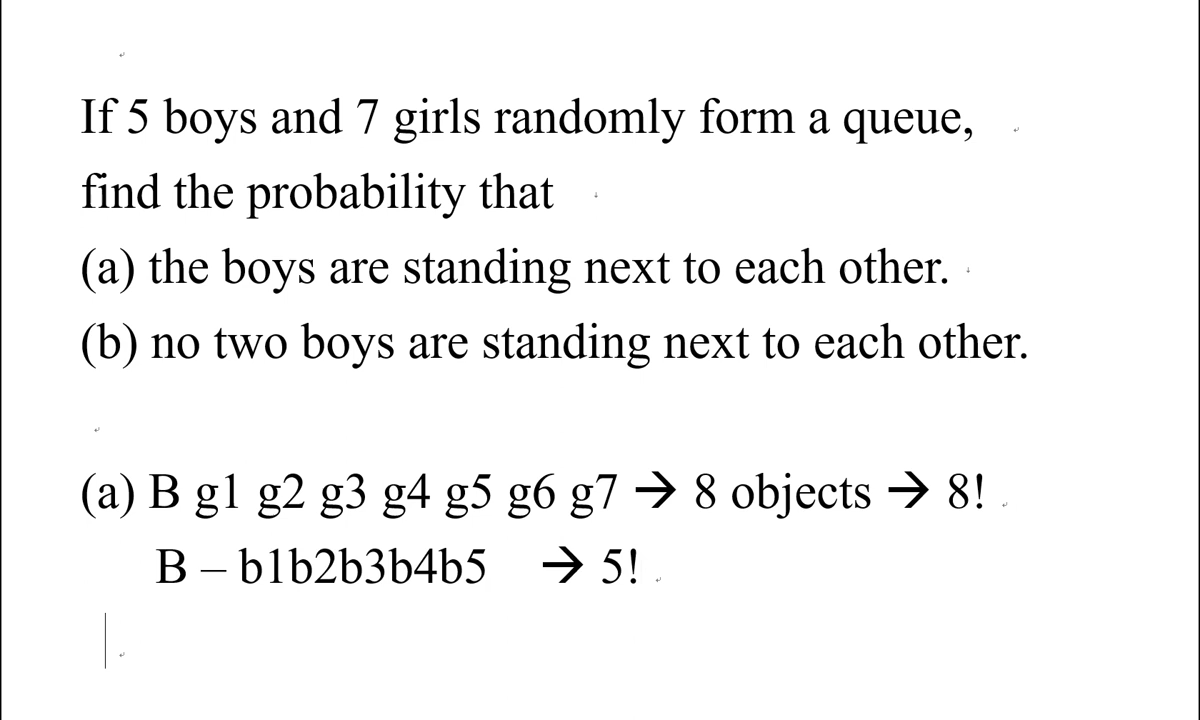 If 5 boys and 7 girls randomly form a queue,
find the probability that
(a) the boys are standing next to each other.
(b) no two boys are standing next to each other.
(a) B g1 g2 g3 g4 g5 g6 g7 → 8 objects → 8!
B – b1b2b3b4b5 → 5!